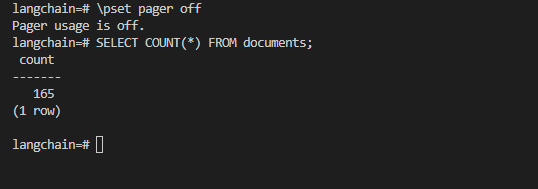 langchain=# \pset pager off
Pager usage is off.
langchain=# SELECT COUNT(*) FROM documents;
 count
-------
   165
(1 row)

langchain=#